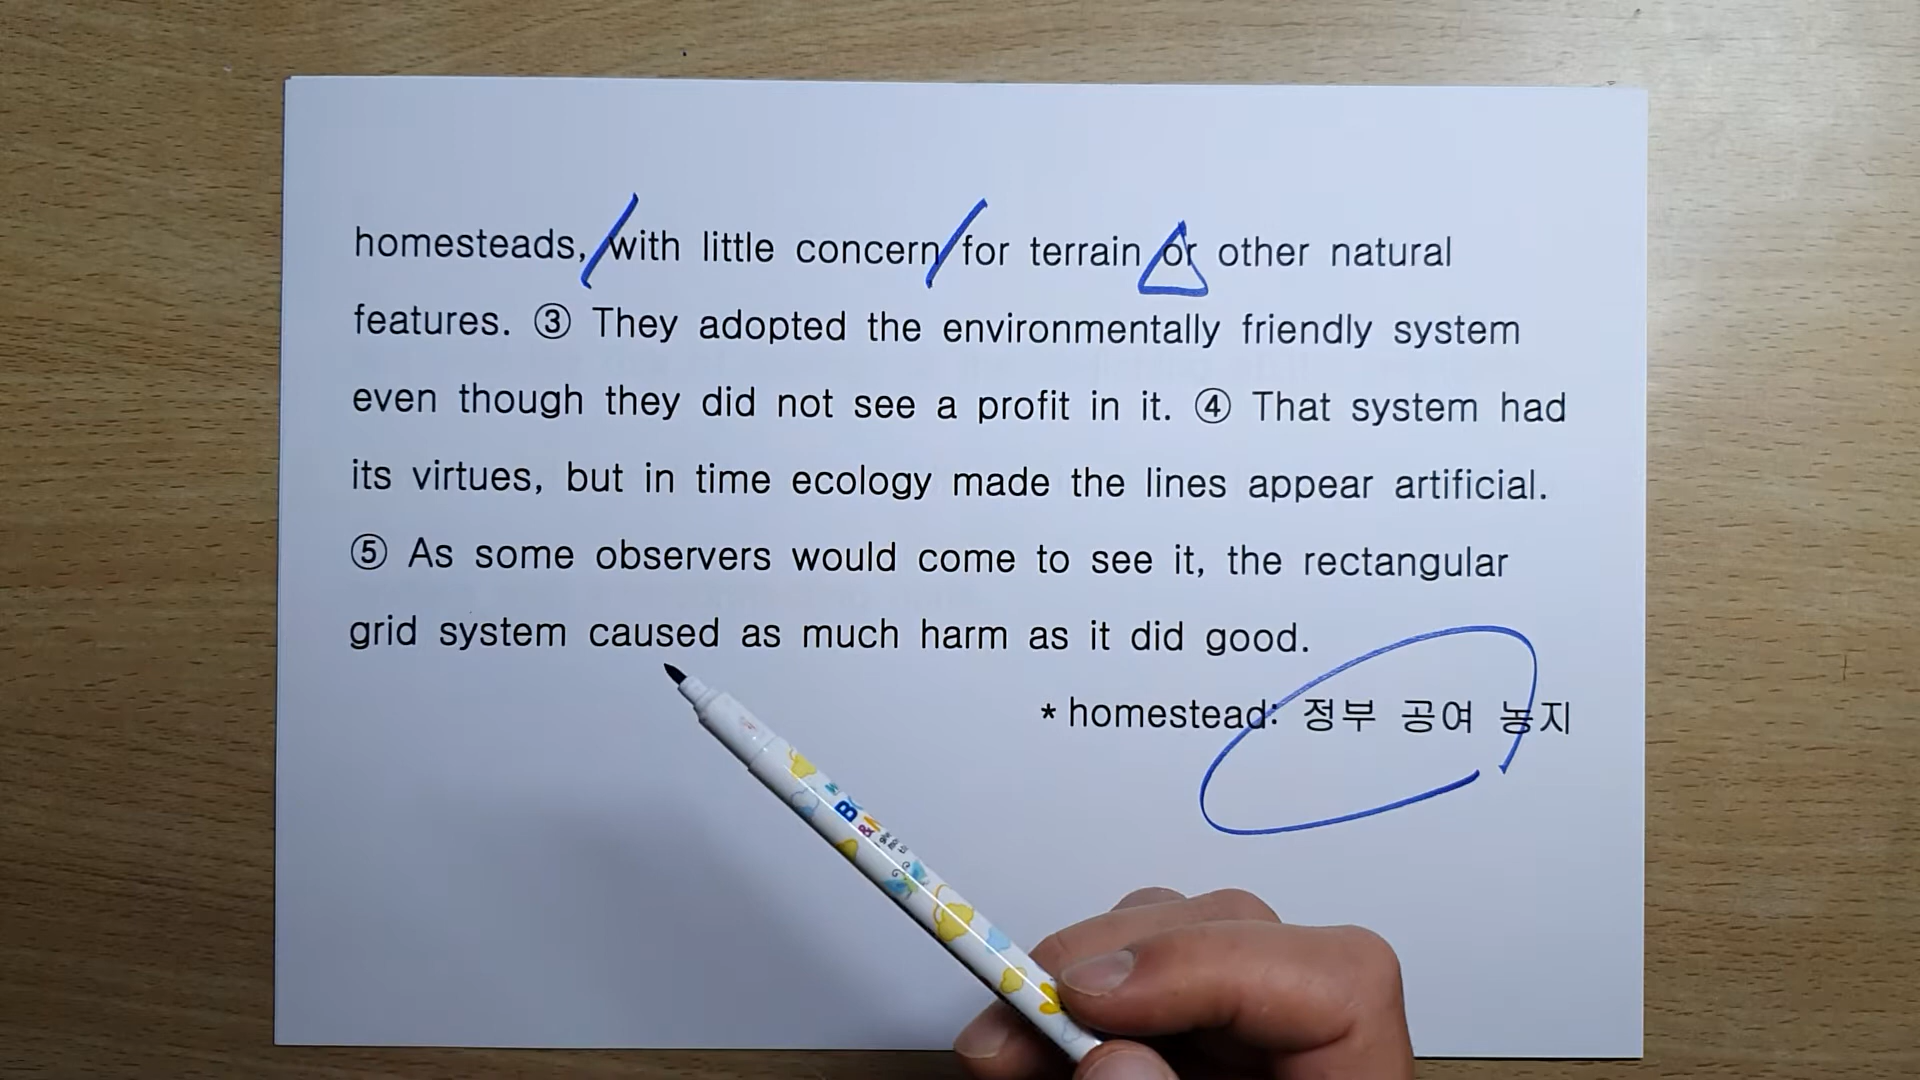 homesteads, with little concern for terrain or other natural
features. ③ They adopted the environmentally friendly system
even though they did not see a profit in it. ④ That system had
its virtues, but in time ecology made the lines appear artificial.
⑤ As some observers would come to see it, the rectangular
grid system caused as much harm as it did good.
* homestead: 정부 공여 농지